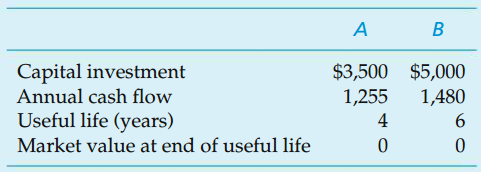 A B
Capital investment $3,500 $5,000
Annual cash flow 1,255 1,480
Useful life (years) 4 6
Market value at end of useful life 0 0